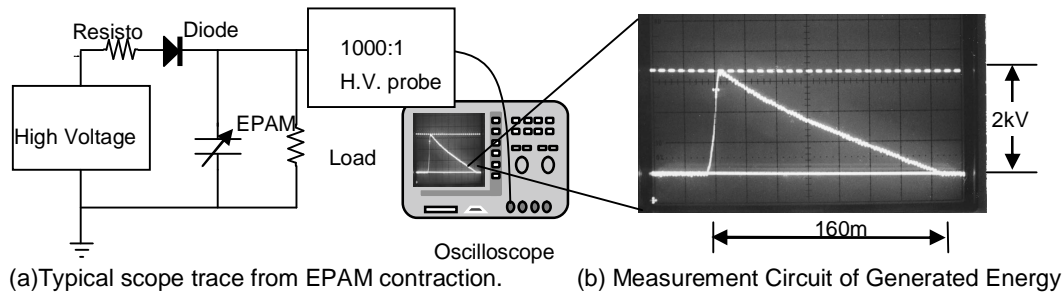 Resisto
Diode
1000:1
H.V. probe
High Voltage
EPAM
Load
2kV
160m
Oscilloscope
(a)Typical scope trace from EPAM contraction.
(b) Measurement Circuit of Generated Energy